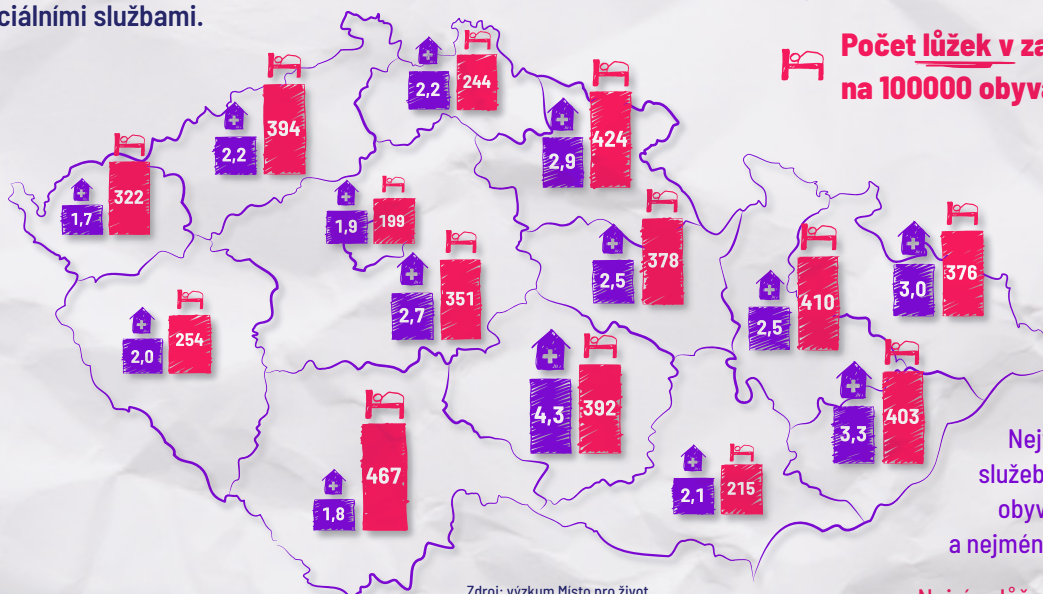 ciálními službami.
Počet lůžek v za
na 100000 obyva
2,2 244
2,2 394
2,9 424
1,7 322
1,9 199
2,5 378
3,0 376
2,7 351
2,5 410
2,0 254
4,3 392
3,3 403
1,8 467
2,1 215
Nej
služeb
obyv
a nejmén
Zdroj: výzkum Místo pro život